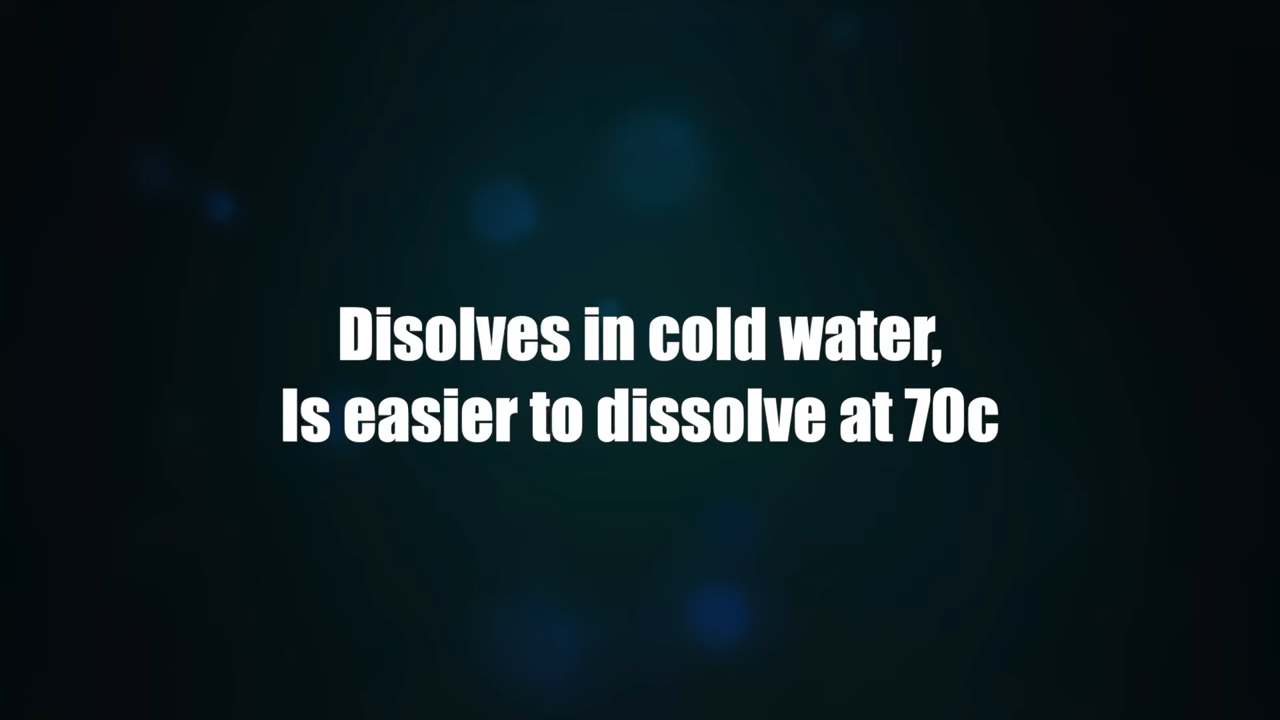 Disolves in cold water,
Is easier to dissolve at 70c